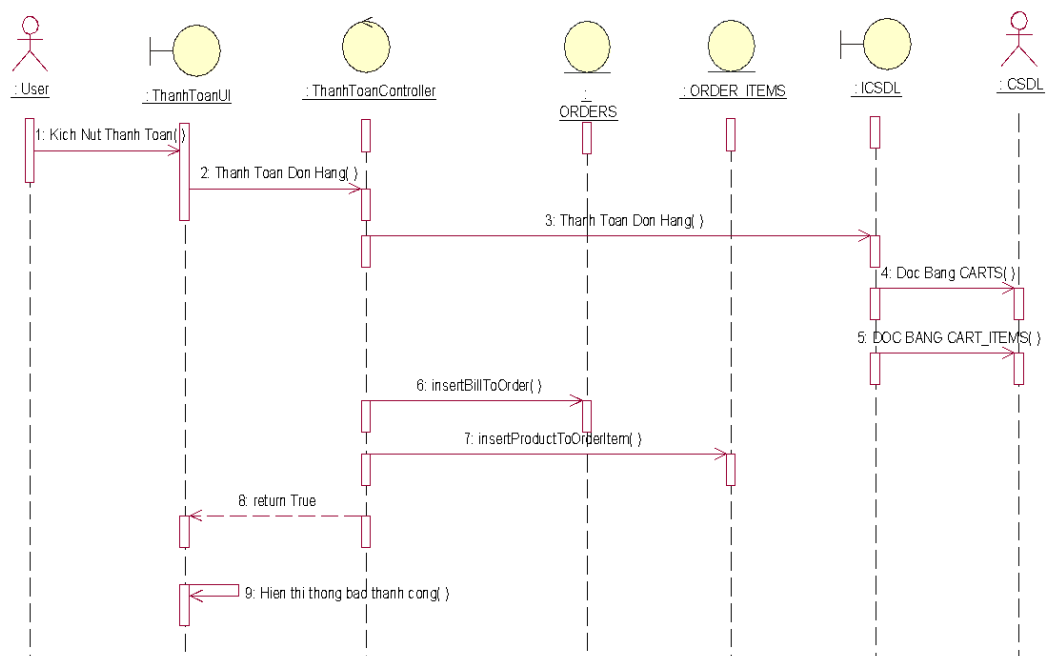 : User
: ThanhToanUI
: ThanhToanController
:
ORDERS
: ORDER ITEMS
: ICSDL
: CSDL
1: Kich Nut Thanh Toan( )
2: Thanh Toan Don Hang( )
3: Thanh Toan Don Hang( )
4: Doc Bang CARTS( )
5: DOC BANG CART_ITEMS( )
6: insertBillToOrder( )
7: insertProductToOrderItem( )
8: return True
9: Hien thi thong bao thanh cong( )